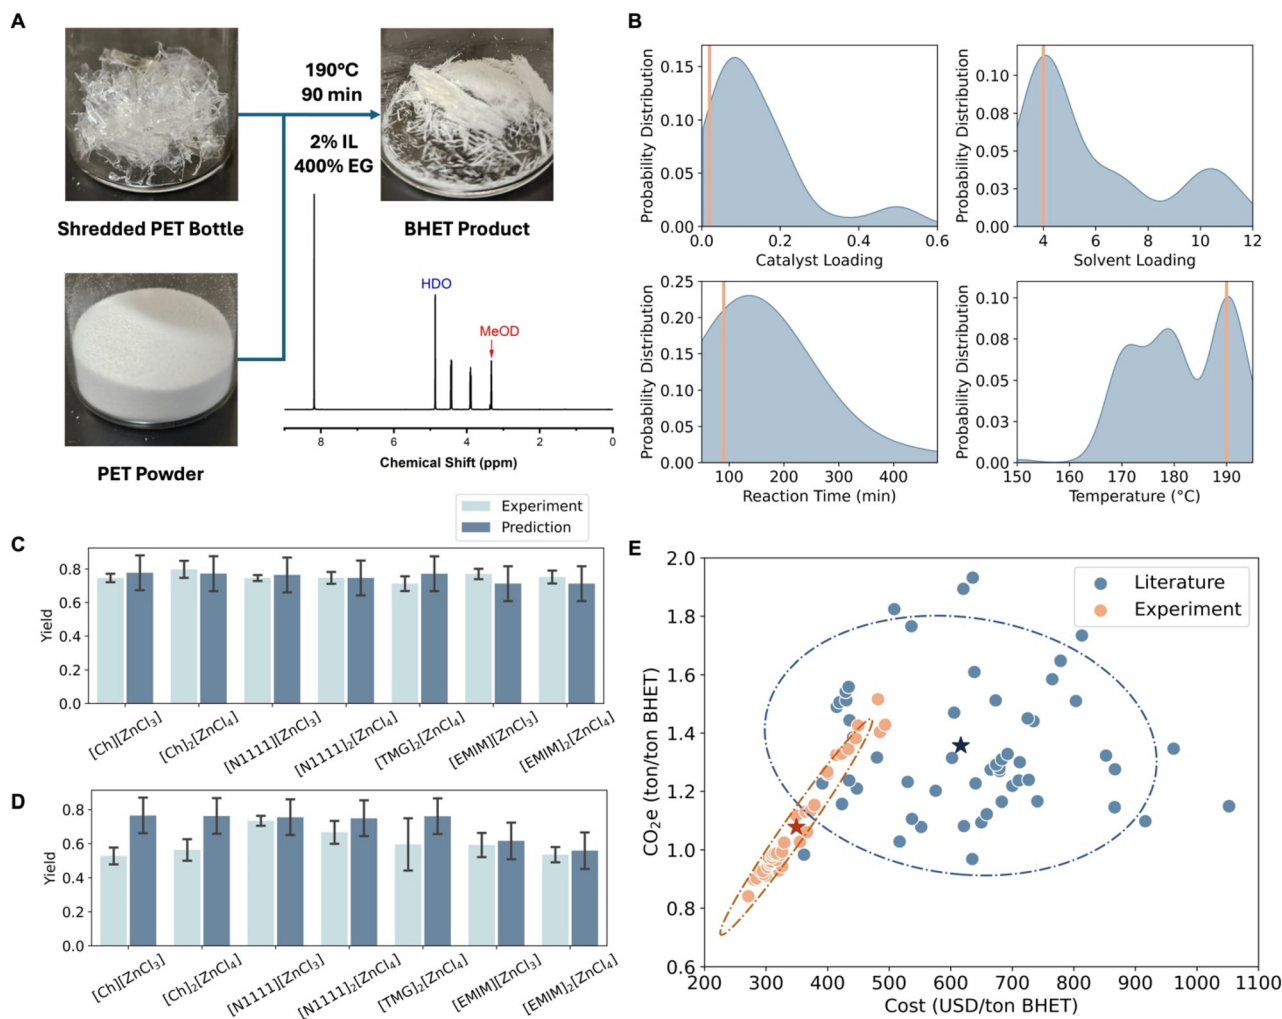 A
190°C
90 min
2% IL
400% EG
Shredded PET Bottle
BHET Product
PET Powder
HDO
MeOD
8
6
4
2
0
Chemical Shift (ppm)
B
Probability Distribution
0.15
0.10
0.05
0.00
0.0
0.2
0.4
0.6
Catalyst Loading
Probability Distribution
0.10
0.08
0.05
0.03
0.00
4
6
8
10
12
Solvent Loading
Probability Distribution
0.25
0.20
0.15
0.10
0.05
0.00
100
200
300
400
Reaction Time (min)
Probability Distribution
0.10
0.08
0.05
0.03
0.00
150
160
170
180
190
Temperature (°C)
Experiment
Prediction
C
Yield
0.8
0.6
0.4
0.2
0.0
[Ch][ZnCl₃]
[Ch]₂[ZnCl₄]
[N1111][ZnCl₃]
[N1111]₂[ZnCl₄]
[TMG]₂[ZnCl₄]
[EMIM][ZnCl₃]
[EMIM]₂[ZnCl₄]
D
Yield
0.8
0.6
0.4
0.2
0.0
[Ch][ZnCl₃]
[Ch]₂[ZnCl₄]
[N1111][ZnCl₃]
[N1111]₂[ZnCl₄]
[TMG]₂[ZnCl₄]
[EMIM][ZnCl₃]
[EMIM]₂[ZnCl₄]
E
CO₂e (ton/ton BHET)
2.0
1.8
1.6
1.4
1.2
1.0
0.8
0.6
Literature
Experiment
200
300
400
500
600
700
800
900
1000
1100
Cost (USD/ton BHET)